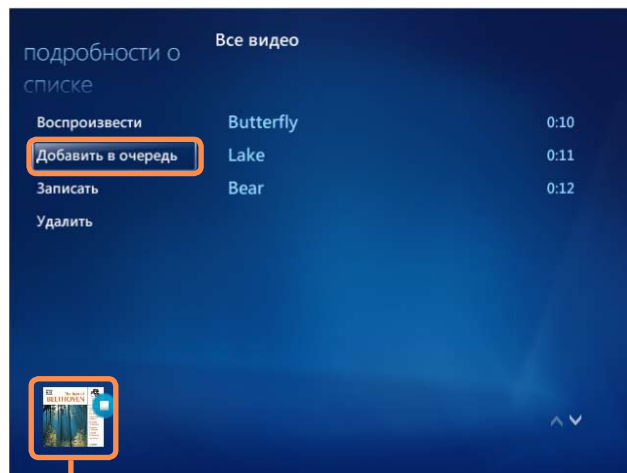 подробности о
списке
Все видео
Воспроизвести
Добавить в очередь
Записать
Удалить
Butterfly 0:10
Lake 0:11
Bear 0:12
BEETHOVEN